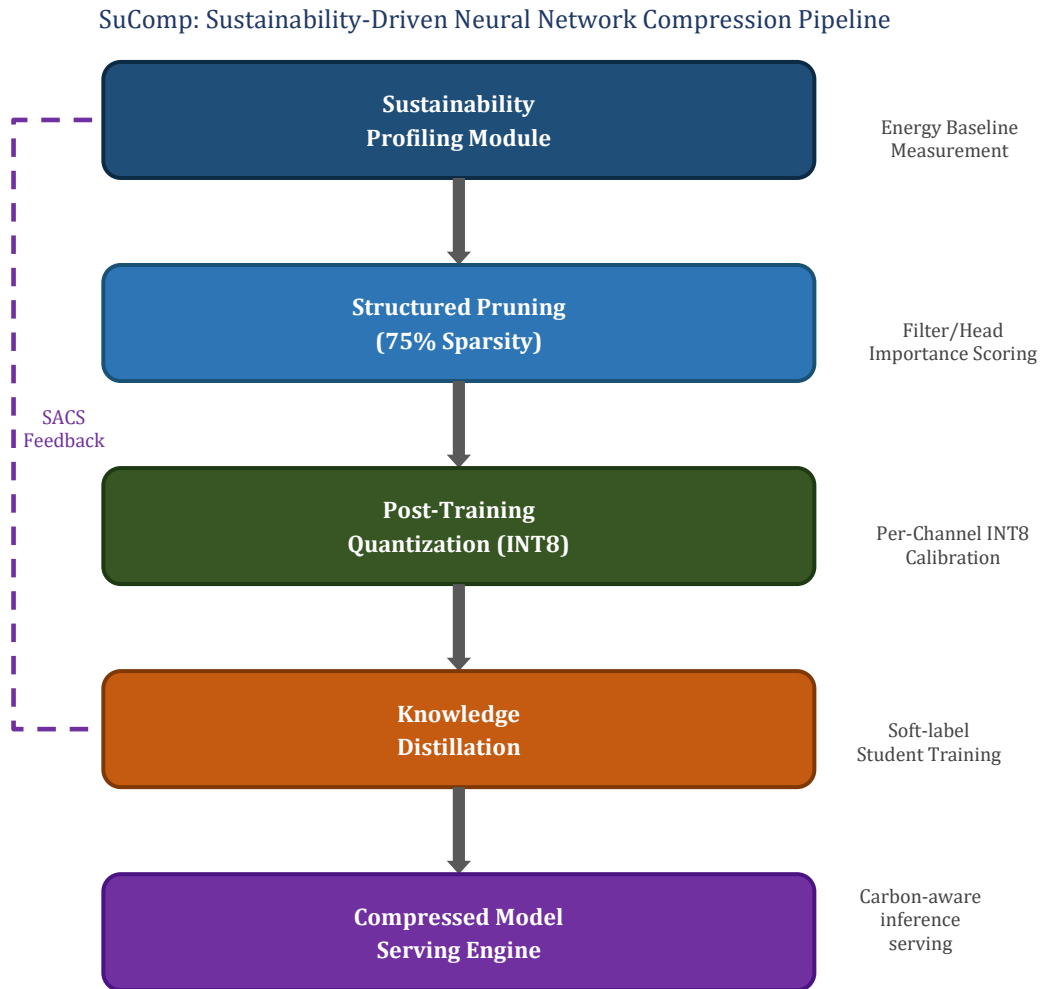 SuComp: Sustainability-Driven Neural Network Compression Pipeline
Sustainability
Profiling Module
Energy Baseline
Measurement
Structured Pruning
(75% Sparsity)
Filter/Head
Importance Scoring
SACS
Feedback
Post-Training
Quantization (INT8)
Per-Channel INT8
Calibration
Knowledge
Distillation
Soft-label
Student Training
Compressed Model
Serving Engine
Carbon-aware
inference
serving